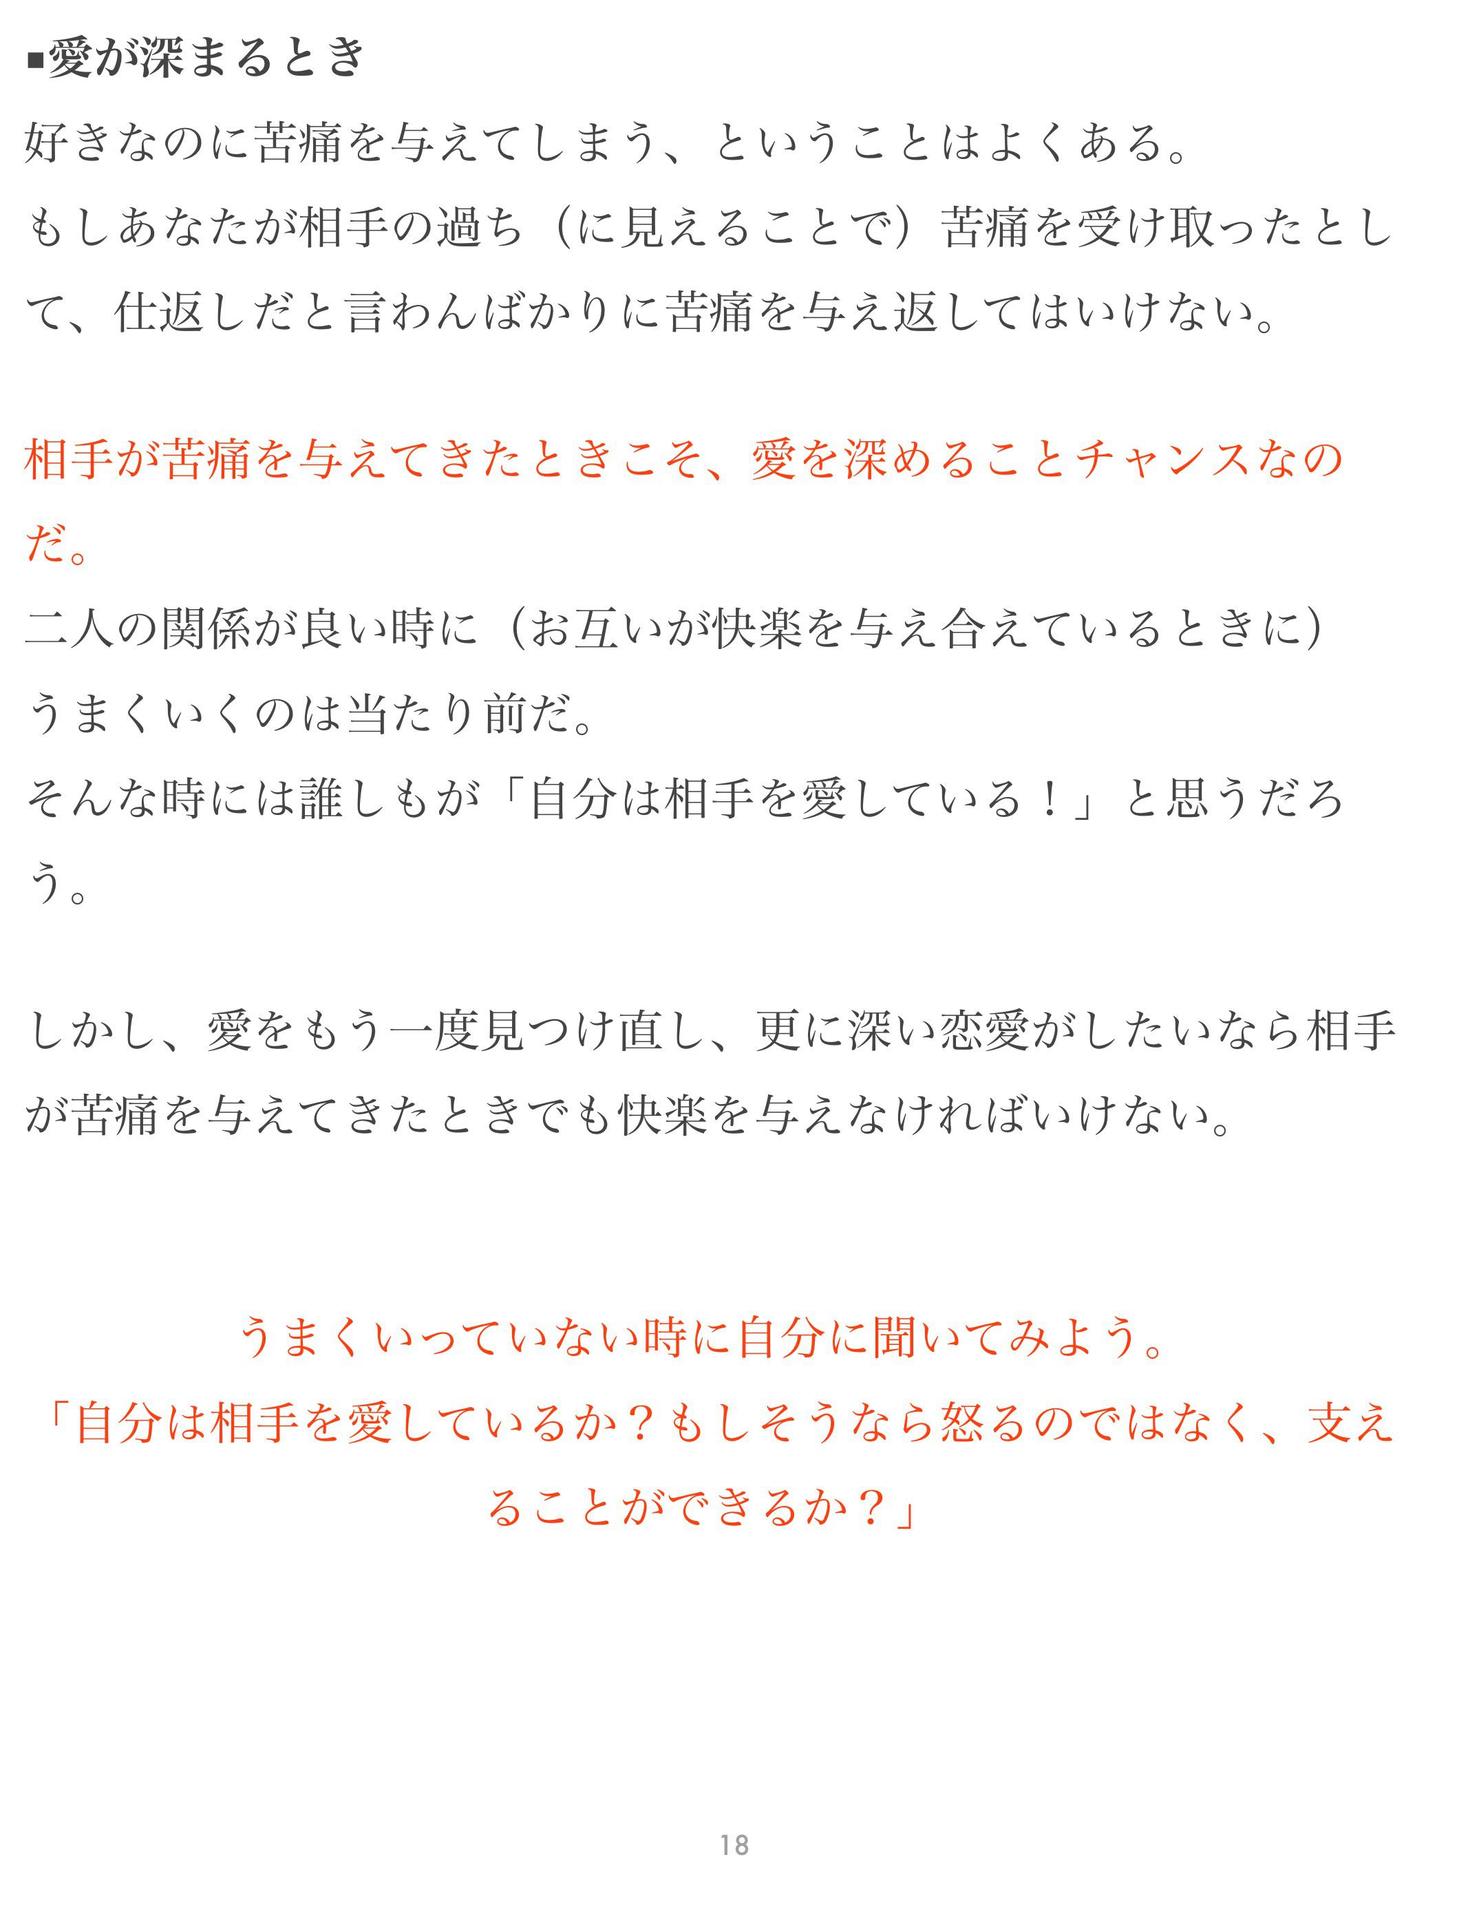 ▪愛が深まるとき
好きなのに苦痛を与えてしまう、ということはよくある。
もしあなたが相手の過ち（に見えることで）苦痛を受け取ったとし
て、仕返しだと言わんばかりに苦痛を与え返してはいけない。
相手が苦痛を与えてきたときこそ、愛を深めることチャンスなの
だ。
二人の関係が良い時に（お互いが快楽を与え合えているときに）
うまくいくのは当たり前だ。
そんな時には誰しもが「自分は相手を愛している！」と思うだろ
う。
しかし、愛をもう一度見つけ直し、更に深い恋愛がしたいなら相手
が苦痛を与えてきたときでも快楽を与えなければいけない。
うまくいっていない時に自分に聞いてみよう。
「自分は相手を愛しているか？もしそうなら怒るのではなく、支え
ることができるか？」
18